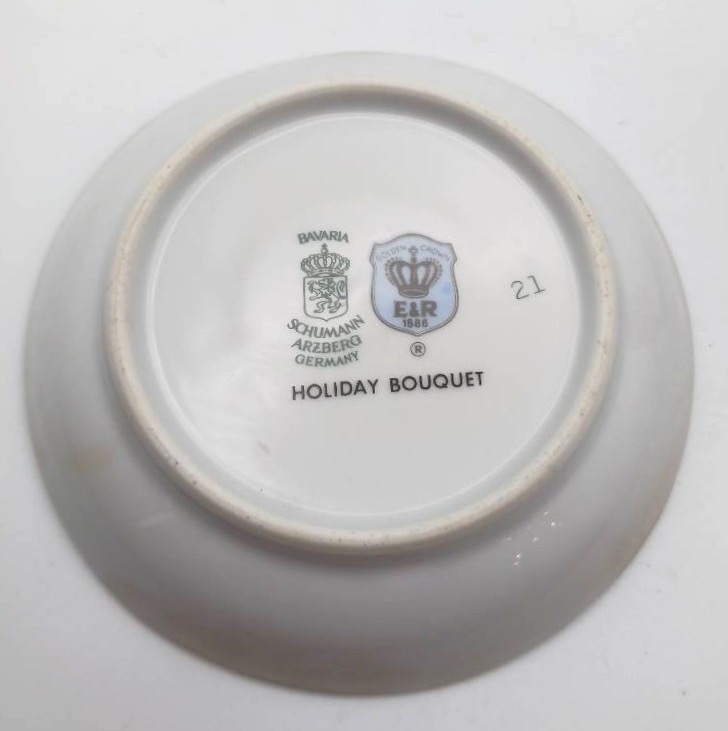 BAVARIA
SCHUMANN
ARZBERG
GERMANY
GOLDEN CROWN
E&R
1886
®
21
HOLIDAY BOUQUET